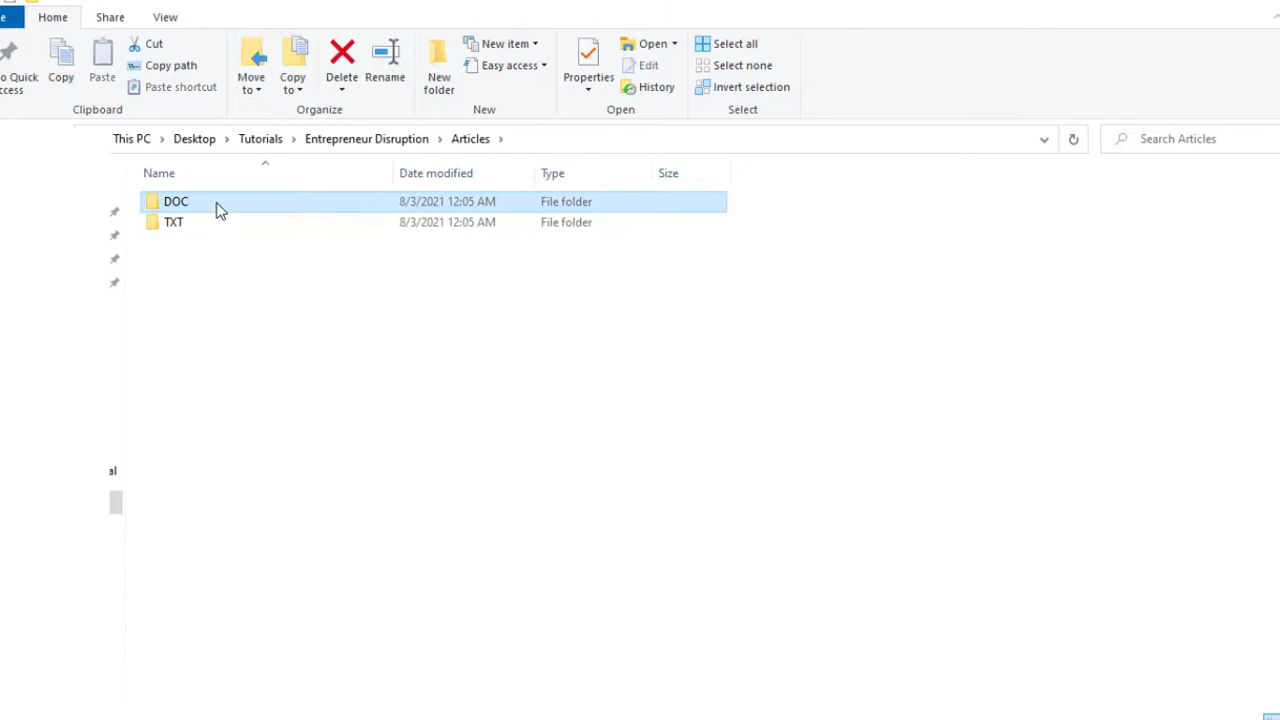 e Home Share View
o Quick
ccess
Copy
Paste
Cut
Copy path
Paste shortcut
Clipboard
Move
to
Copy
to
Delete
Rename
Organize
New
folder
New item
Easy access
New
Properties
Open
Edit
History
Open
Select all
Select none
Invert selection
Select
This PC > Desktop > Tutorials > Entrepreneur Disruption > Articles >
Search Articles
Name Date modified Type Size
DOC 8/3/2021 12:05 AM File folder
TXT 8/3/2021 12:05 AM File folder
al